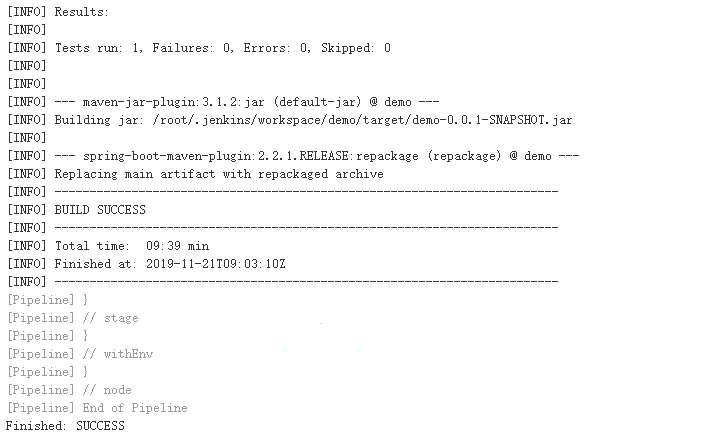 [INFO] Results:
[INFO]
[INFO] Tests run: 1, Failures: 0, Errors: 0, Skipped: 0
[INFO]
[INFO]
[INFO] --- maven-jar-plugin:3.1.2:jar (default-jar) @ demo ---
[INFO] Building jar: /root/.jenkins/workspace/demo/target/demo-0.0.1-SNAPSHOT.jar
[INFO]
[INFO] --- spring-boot-maven-plugin:2.2.1.RELEASE:repackage (repackage) @ demo ---
[INFO] Replacing main artifact with repackaged archive
[INFO] ------------------------------------------------------------------------
[INFO] BUILD SUCCESS
[INFO] ------------------------------------------------------------------------
[INFO] Total time:  09:39 min
[INFO] Finished at: 2019-11-21T09:03:10Z
[INFO] ------------------------------------------------------------------------
[Pipeline] }
[Pipeline] // stage
[Pipeline] }
[Pipeline] // withEnv
[Pipeline] }
[Pipeline] // node
[Pipeline] End of Pipeline
Finished: SUCCESS